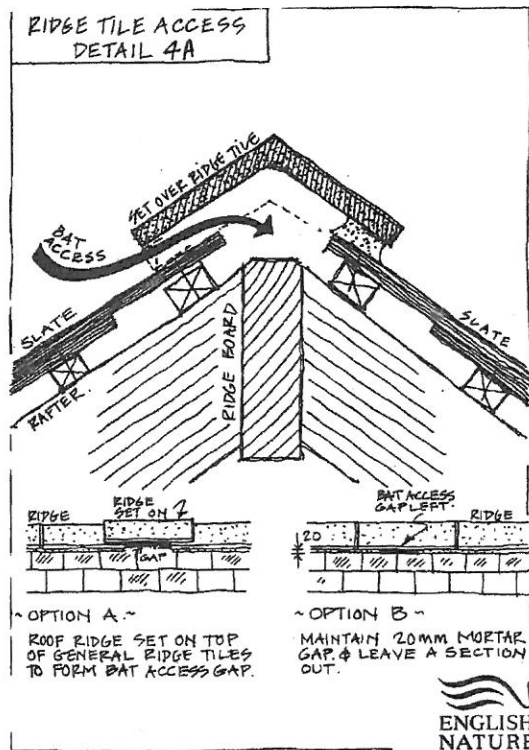 RIDGE TILE ACCESS
DETAIL 4A
SET OVER RIDGE TILE
BAT
ACCESS
SLATE
RAFTER
RIDGE BOARD
SLATE
RIDGE
RIDGE
SET ON
GAP
~ OPTION A ~
ROOF RIDGE SET ON TOP
OF GENERAL RIDGE TILES
TO FORM BAT ACCESS GAP.
BAT ACCESS
GAP LEFT.
RIDGE
20
~ OPTION B ~
MAINTAIN 20mm MORTAR
GAP & LEAVE A SECTION
OUT.
ENGLISH
NATURE